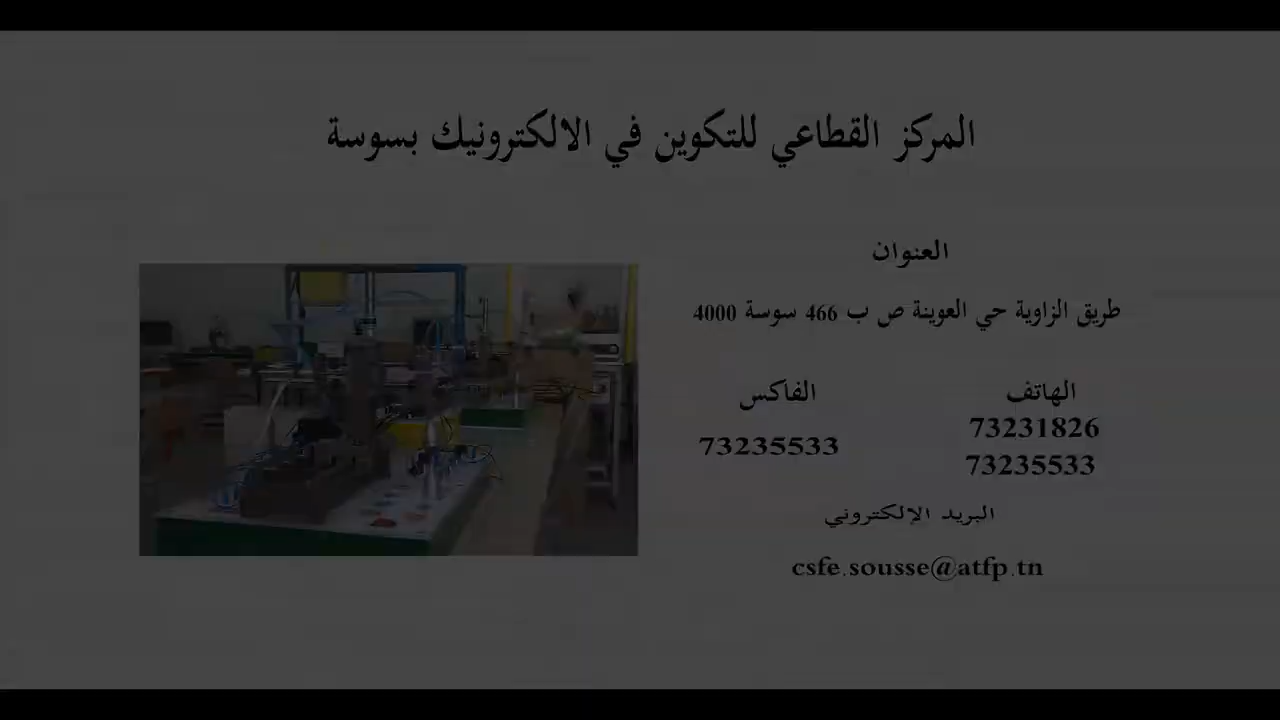 المركز القطاعي للتكوين في الالكترونيك بسوسة
العنوان
طريق الزاوية حي العوينة ص ب 466 سوسة 4000
الهاتف
73231826
73235533
الفاكس
73235533
البريد الإلكتروني
csfe.sousse@atfp.tn